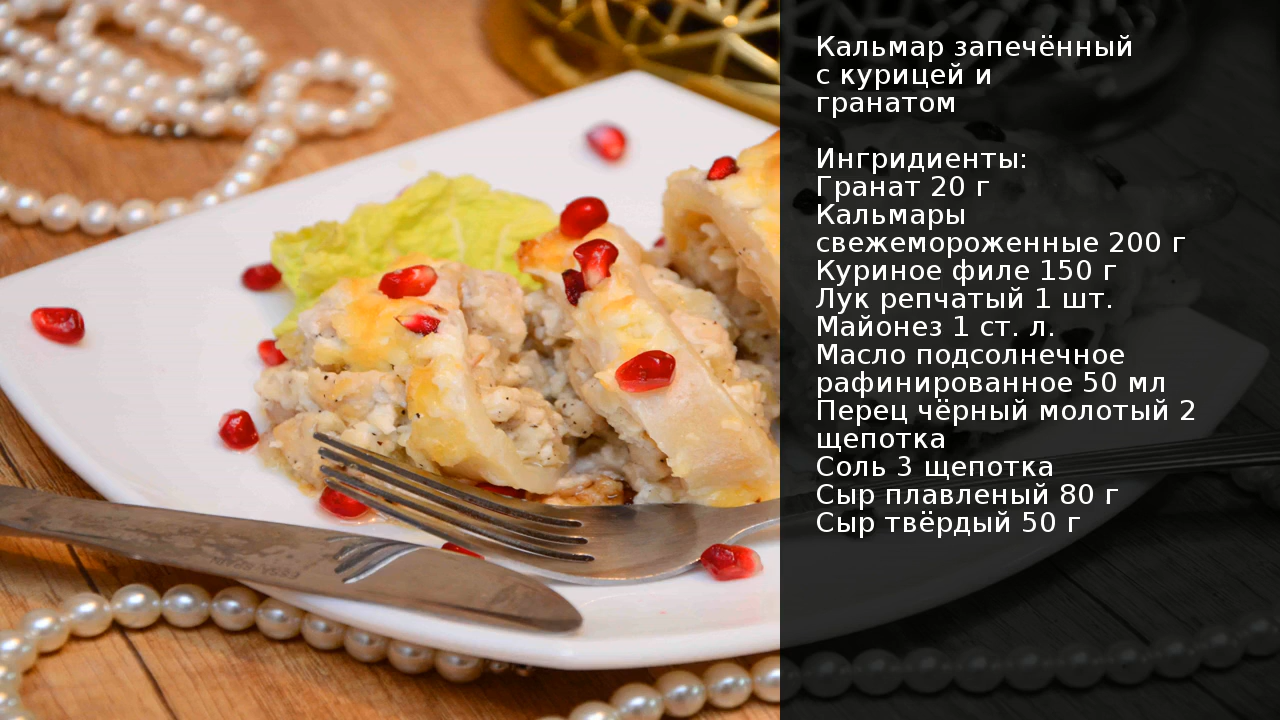 Кальмар запечённый
с курицей и
гранатом
Ингридиенты:
Гранат 20 г
Кальмары
свежемороженные 200 г
Куриное филе 150 г
Лук репчатый 1 шт.
Майонез 1 ст. л.
Масло подсолнечное
рафинированное 50 мл
Перец чёрный молотый 2
щепотка
Соль 3 щепотка
Сыр плавленый 80 г
Сыр твёрдый 50 г